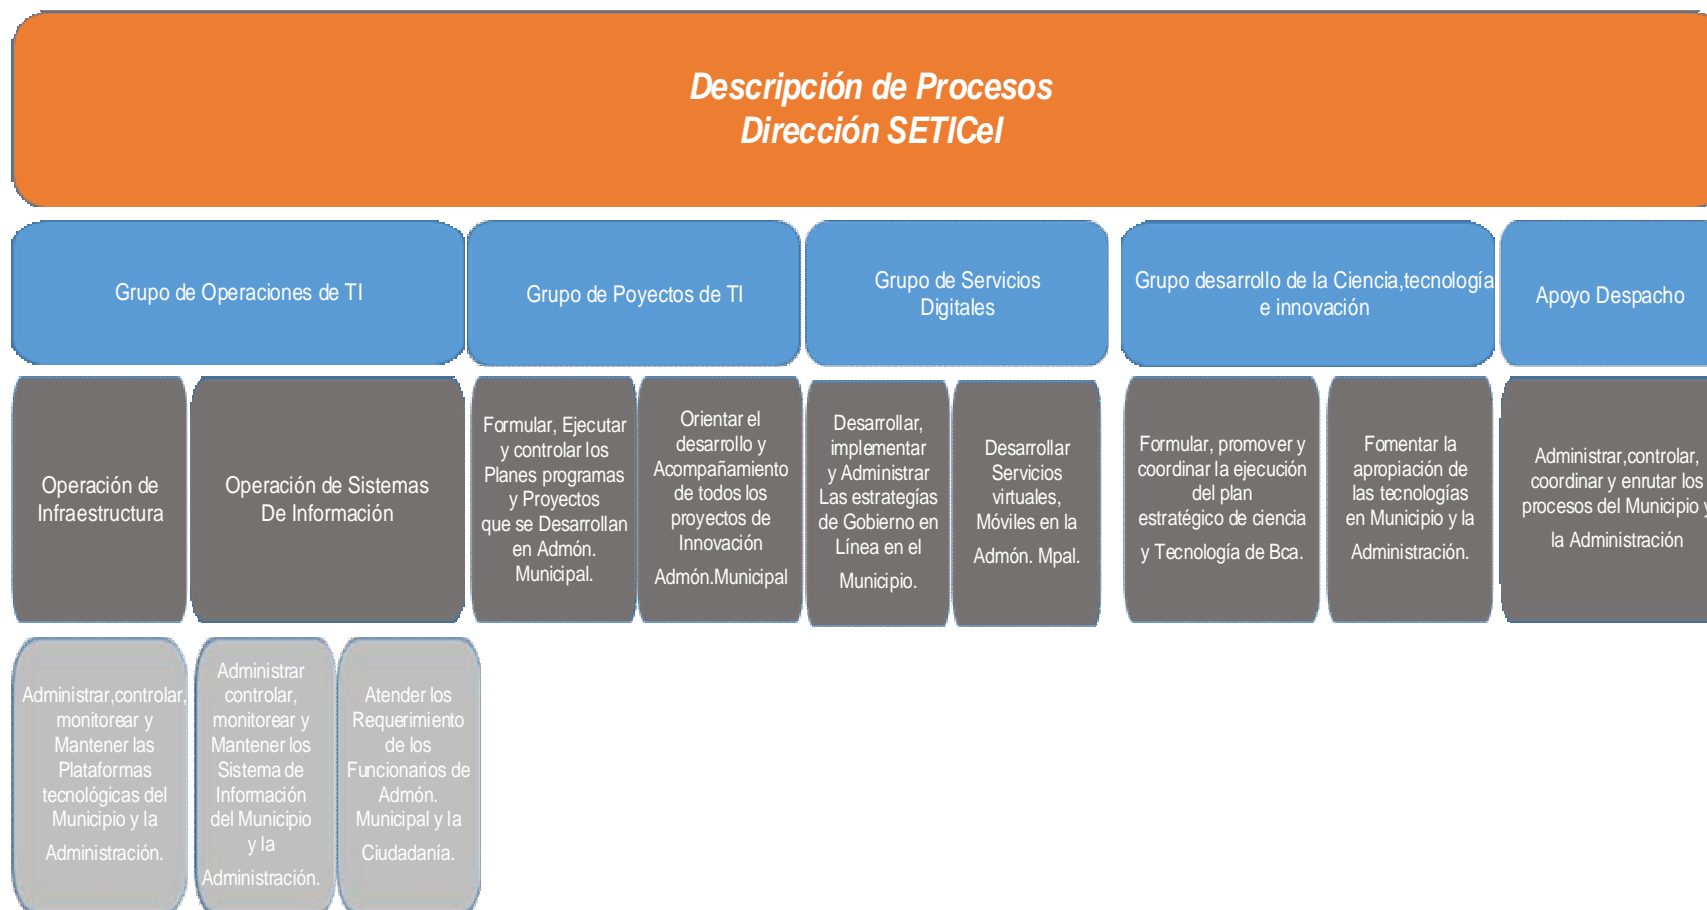 Descripción de Procesos
Dirección SETICel
Grupo de Operaciones de TI
Grupo de Poyectos de TI
Grupo de Servicios
Digitales
Grupo desarrollo de la Ciencia,tecnología
e innovación
Apoyo Despacho
Operación de
Infraestructura
Operación de Sistemas
De Información
Formular, Ejecutar
y controlar los
Planes programas
y Proyectos
que se Desarrollan
en Admón.
Municipal.
Orientar el
desarrollo y
Acompañamiento
de todos los
proyectos de
Innovación
Admón.Municipal
Desarrollar,
implementar
y Administrar
Las estrategías
de Gobierno en
Línea en el
Municipio.
Desarrollar
Servicios
virtuales,
Móviles en la
Admón. Mpal.
Formular, promover y
coordinar la ejecución
del plan
estratégico de ciencia
y Tecnología de Bca.
Fomentar la
apropiación de
las tecnologías
en Municipio y la
Administración.
Administrar,controlar,
coordinar y enrutar los
procesos del Municipio y
la Administración
Administrar,controlar,
monitorear y
Mantener las
Plataformas
tecnológicas del
Municipio y la
Administración.
Administrar
controlar,
monitorear y
Mantener los
Sistema de
Información
del Municipio
y la
Administración.
Atender los
Requerimiento
de los
Funcionarios de
Admón.
Municipal y la
Ciudadanía.